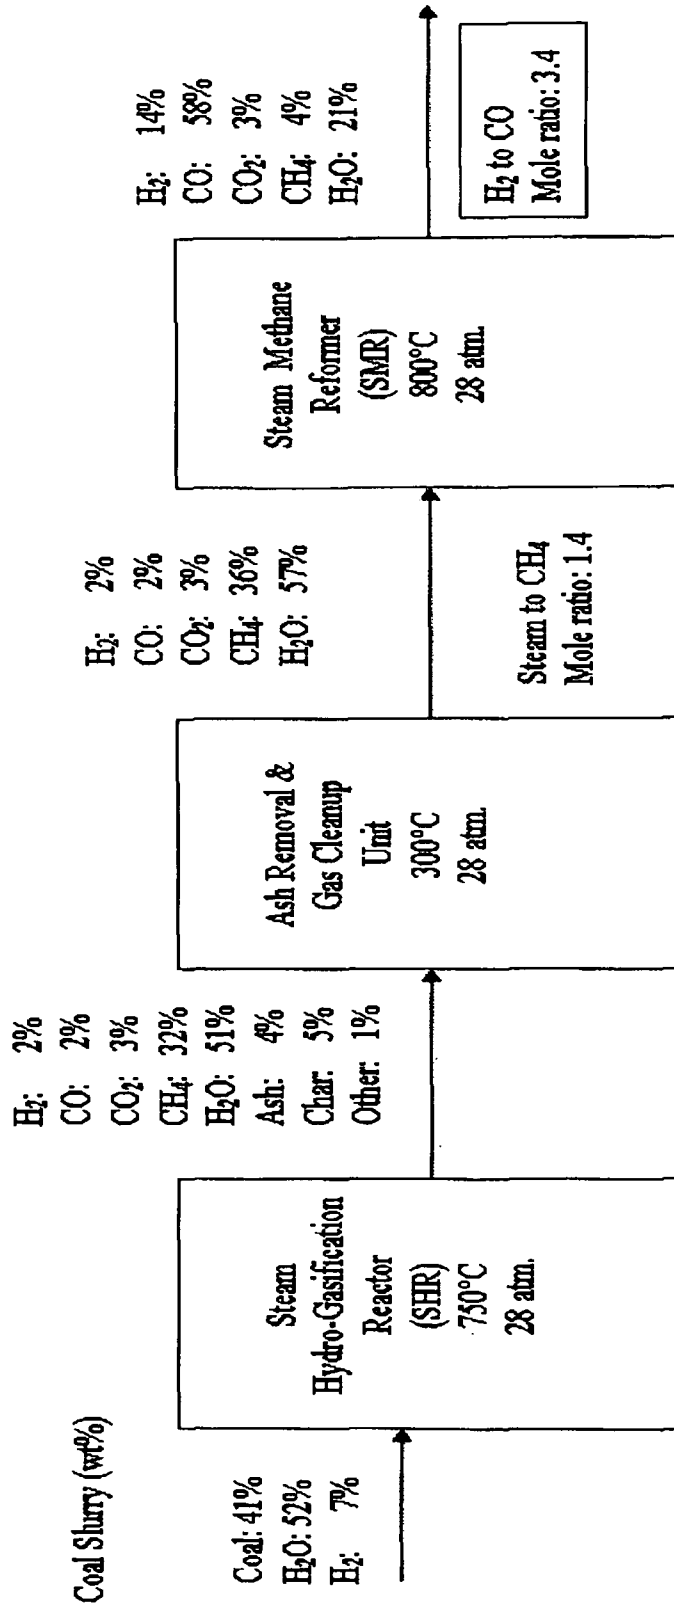 Coal Slurry (wt%)
Coal: 41%
H₂O: 52%
H₂: 7%
Steam
Hydro-Gasification
Reactor
(SHR)
750°C
28 atm.
H₂: 2%
CO: 2%
CO₂: 3%
CH₄: 32%
H₂O: 51%
Ash: 4%
Char: 5%
Other: 1%
Ash Removal &
Gas Cleanup
Unit
300°C
28 atm.
H₂: 2%
CO: 2%
CO₂: 3%
CH₄: 36%
H₂O: 57%
Steam to CH₄
Mole ratio: 1.4
Steam Methane
Reformer
(SMR)
800°C
28 atm.
H₂: 14%
CO: 58%
CO₂: 3%
CH₄: 4%
H₂O: 21%
H₂ to CO
Mole ratio: 3.4